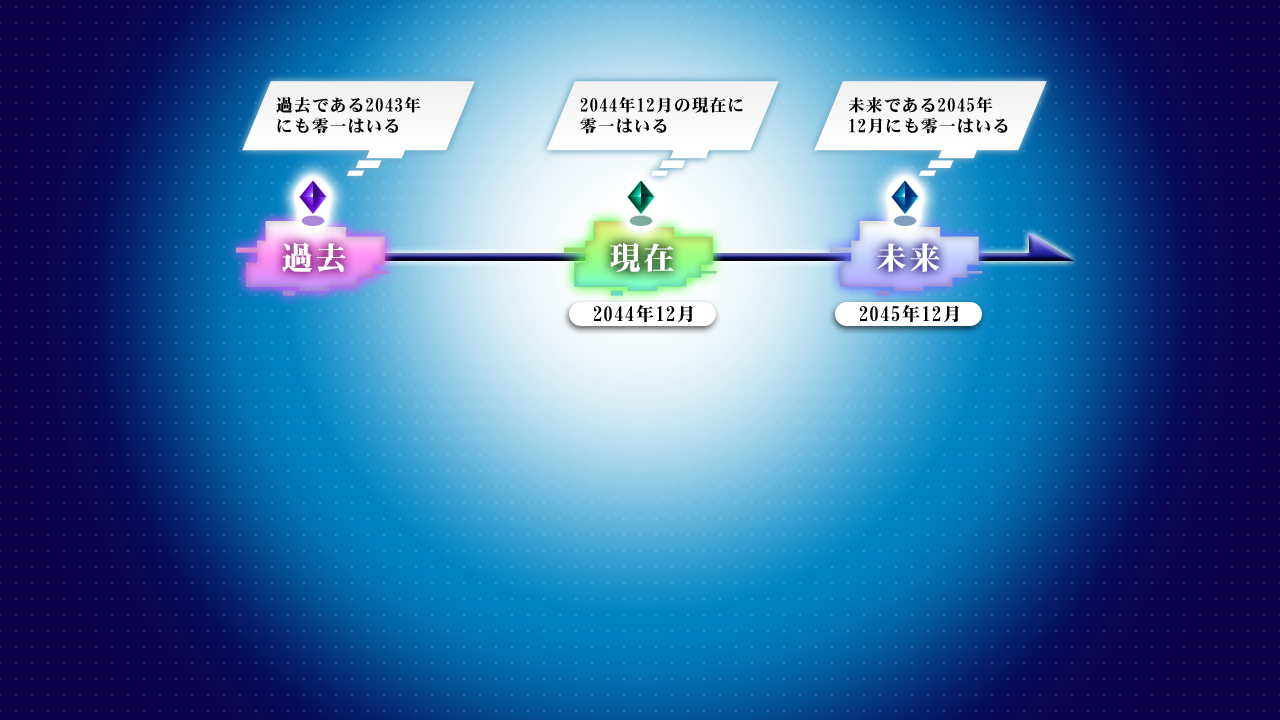 過去である2043年
にも零一はいる
2044年12月の現在に
零一はいる
未来である2045年
12月にも零一はいる
過去
現在
未来
2044年12月
2045年12月